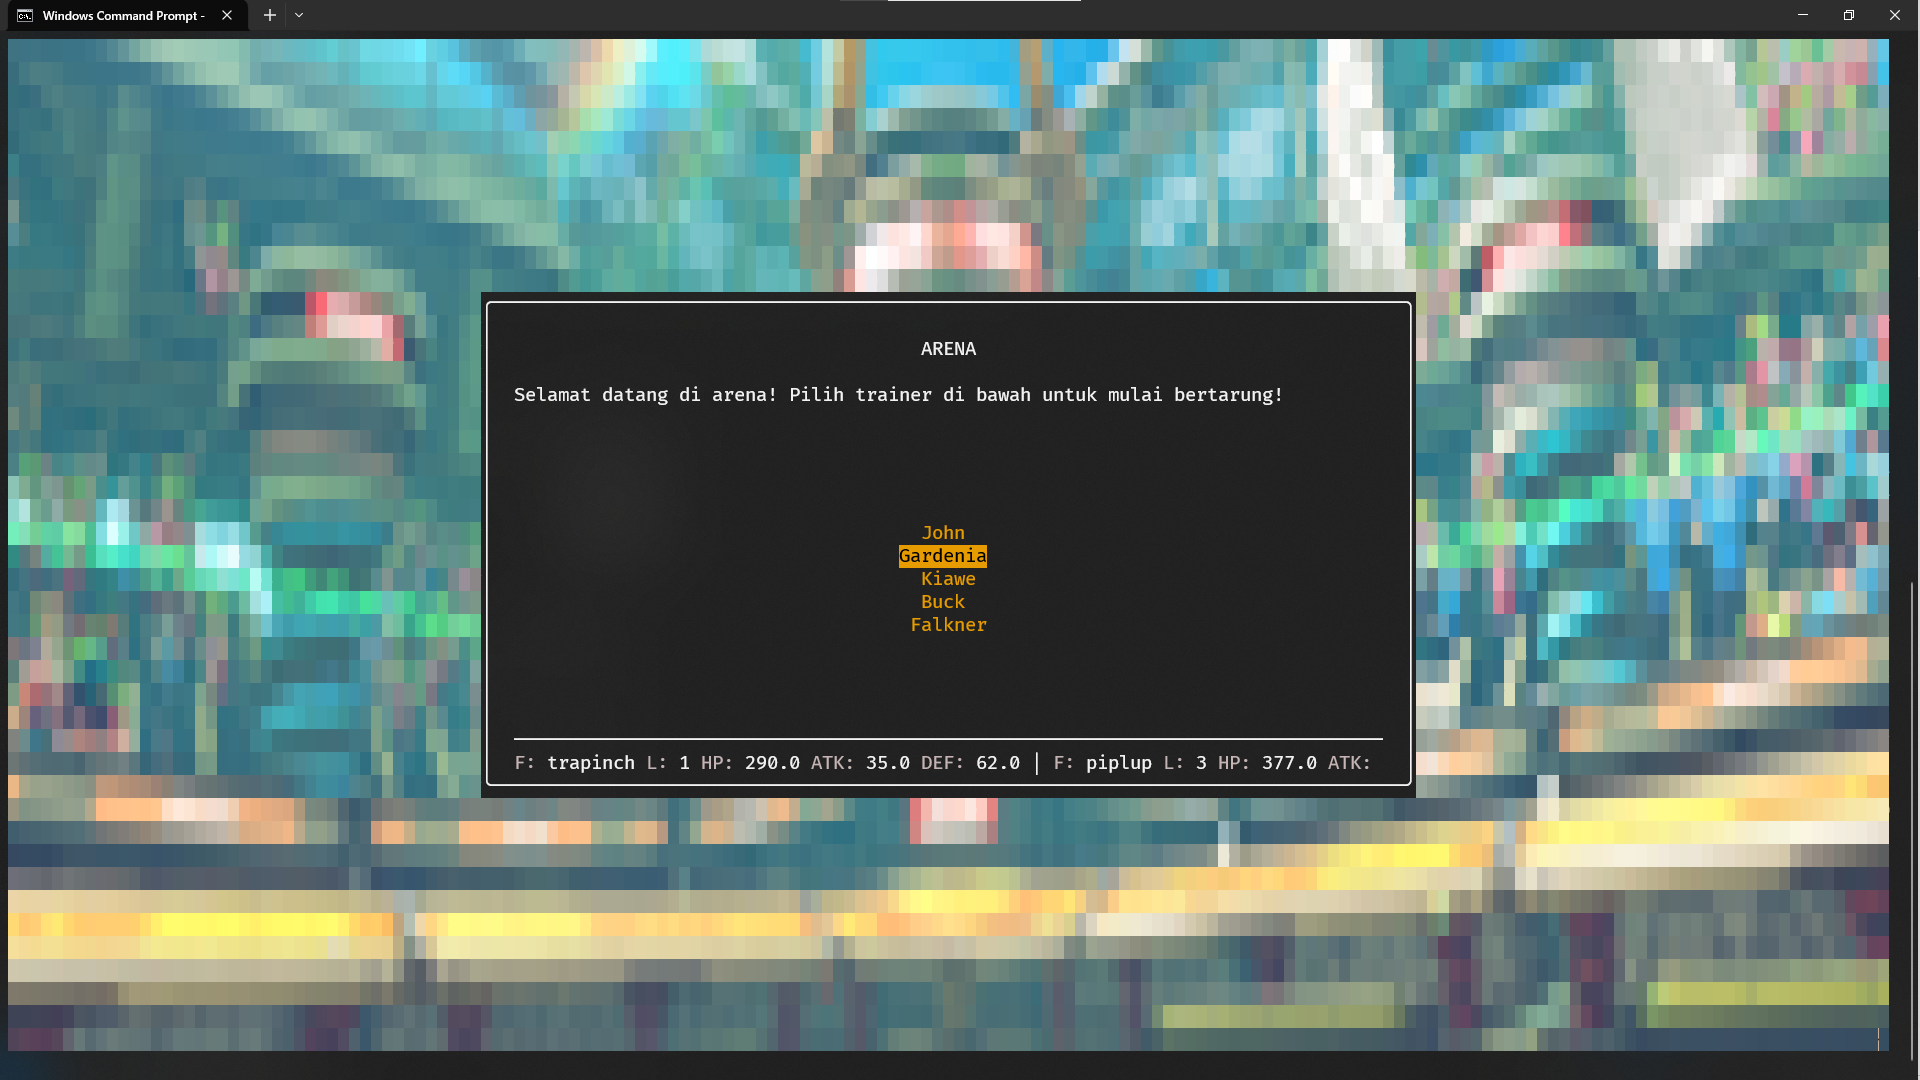 Windows Command Prompt -
ARENA
Selamat datang di arena! Pilih trainer di bawah untuk mulai bertarung!
John
Gardenia
Kiawe
Buck
Falkner
F: trapinch L: 1 HP: 290.0 ATK: 35.0 DEF: 62.0 | F: piplup L: 3 HP: 377.0 ATK: